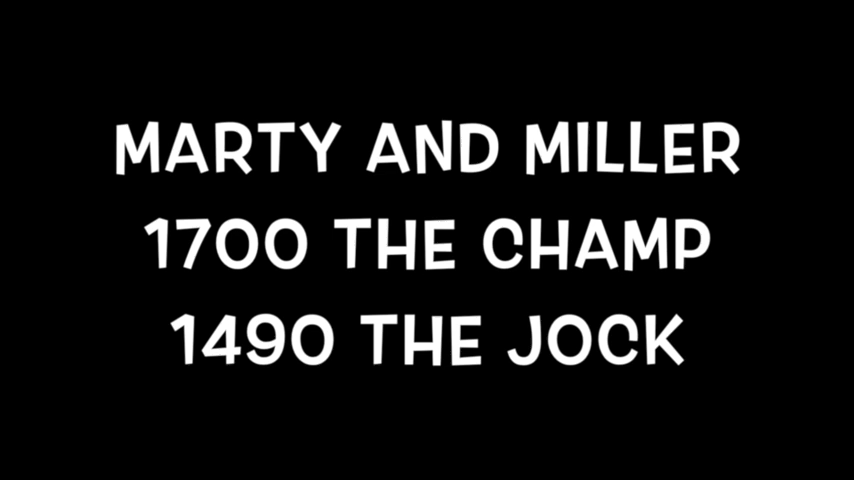 MARTY AND MILLER
1700 THE CHAMP
1490 THE JOCK